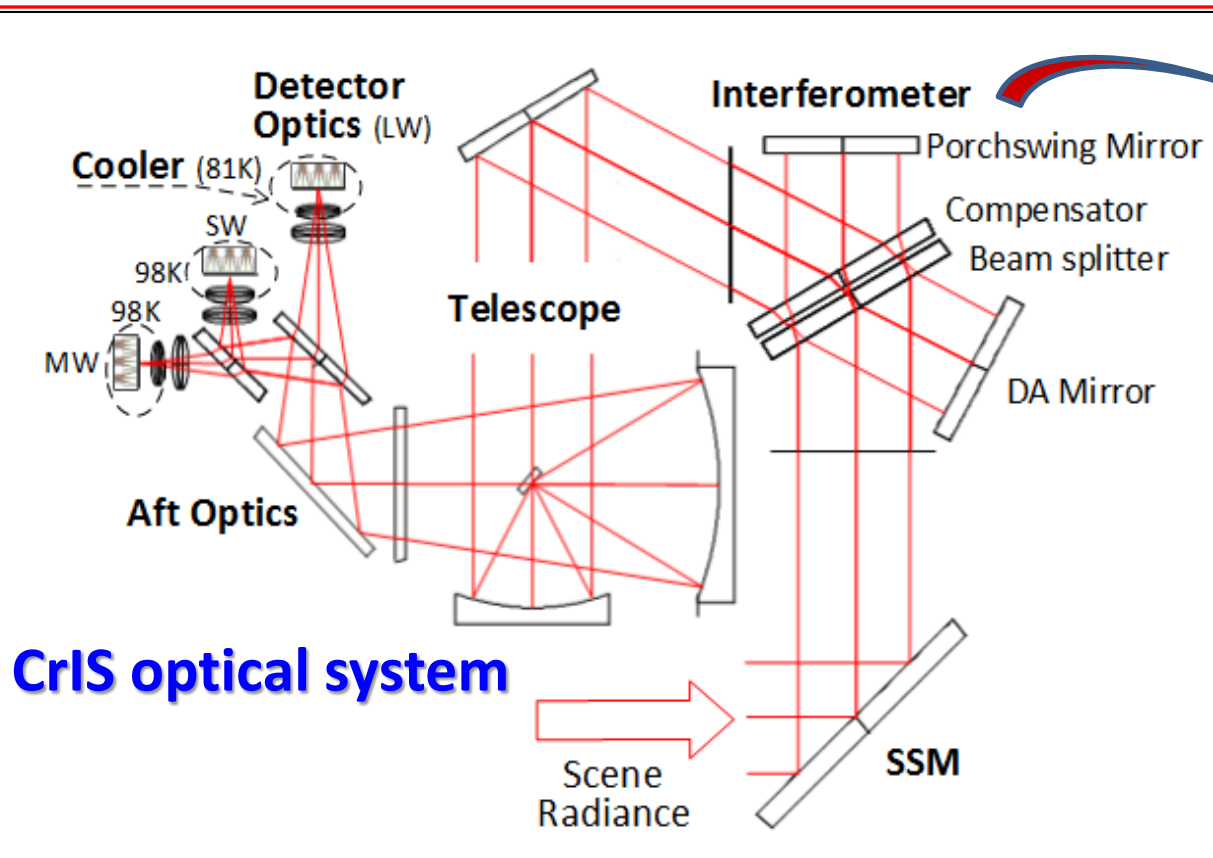 Detector
Optics (LW)
Interferometer
Porchswing Mirror
Cooler (81K)
SW
Compensator
98K
Beam splitter
98K
Telescope
MW
DA Mirror
Aft Optics
CrIS optical system
SSM
Scene
Radiance